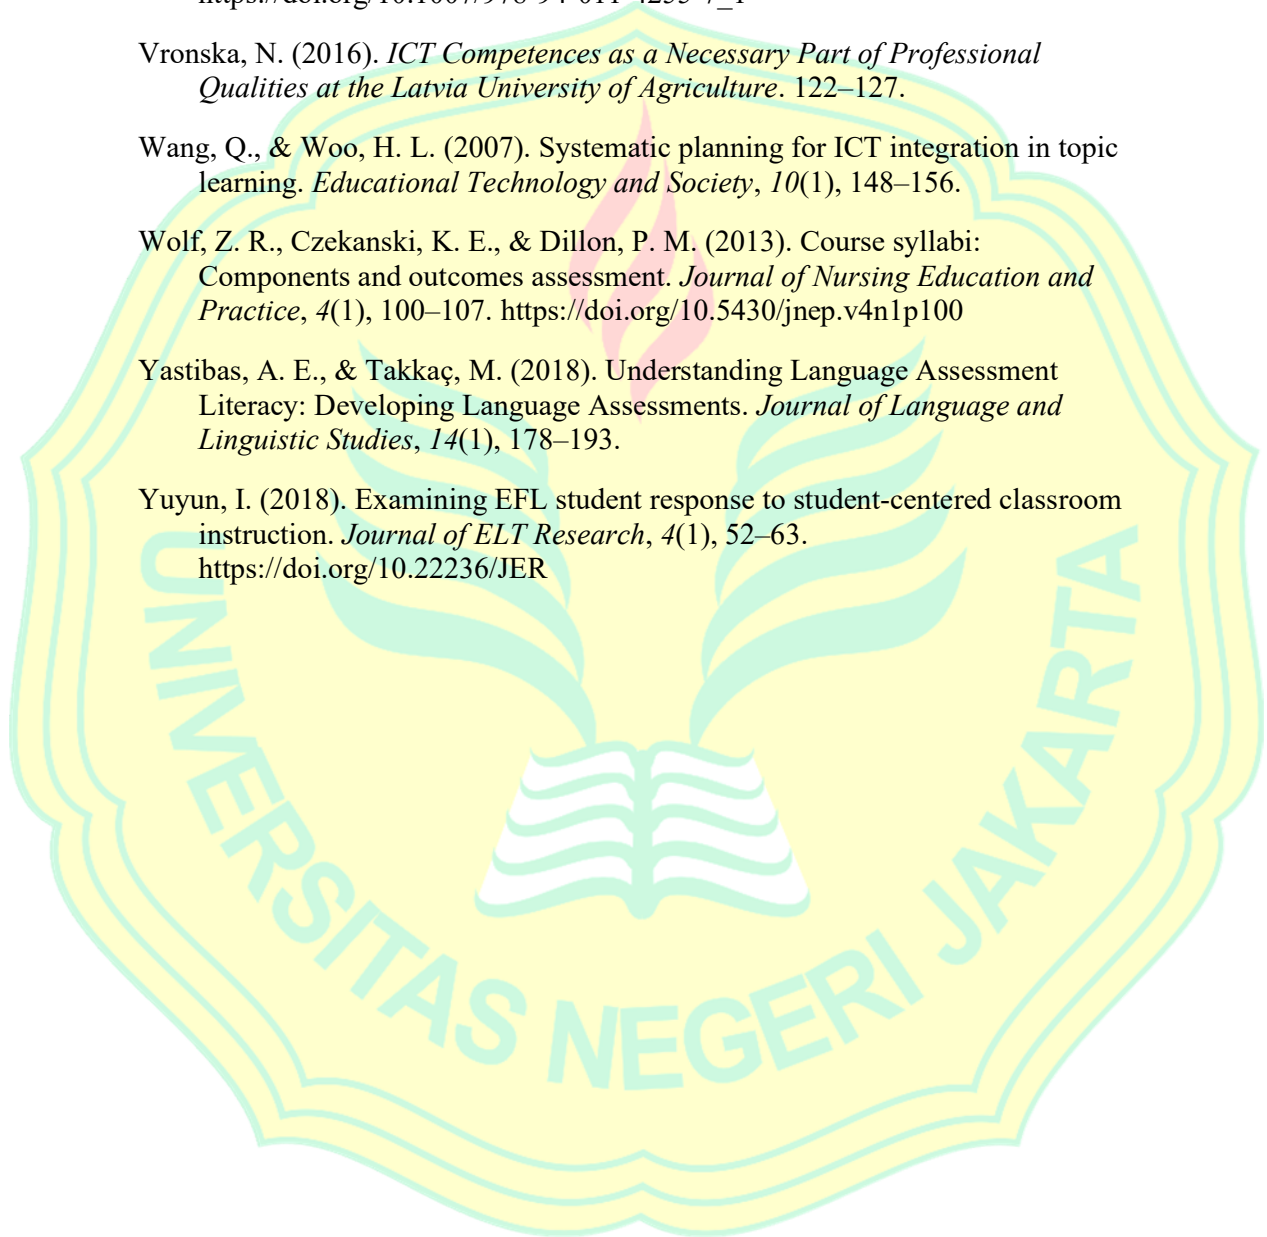 Vronska, N. (2016). ICT Competences as a Necessary Part of Professional
Qualities at the Latvia University of Agriculture. 122–127.
Wang, Q., & Woo, H. L. (2007). Systematic planning for ICT integration in topic
learning. Educational Technology and Society, 10(1), 148–156.
Wolf, Z. R., Czekanski, K. E., & Dillon, P. M. (2013). Course syllabi:
Components and outcomes assessment. Journal of Nursing Education and
Practice, 4(1), 100–107. https://doi.org/10.5430/jnep.v4n1p100
Yastibas, A. E., & Takkaç, M. (2018). Understanding Language Assessment
Literacy: Developing Language Assessments. Journal of Language and
Linguistic Studies, 14(1), 178–193.
Yuyun, I. (2018). Examining EFL student response to student-centered classroom
instruction. Journal of ELT Research, 4(1), 52–63.
https://doi.org/10.22236/JER
UNIVERSITAS NEGERI JAKARTA